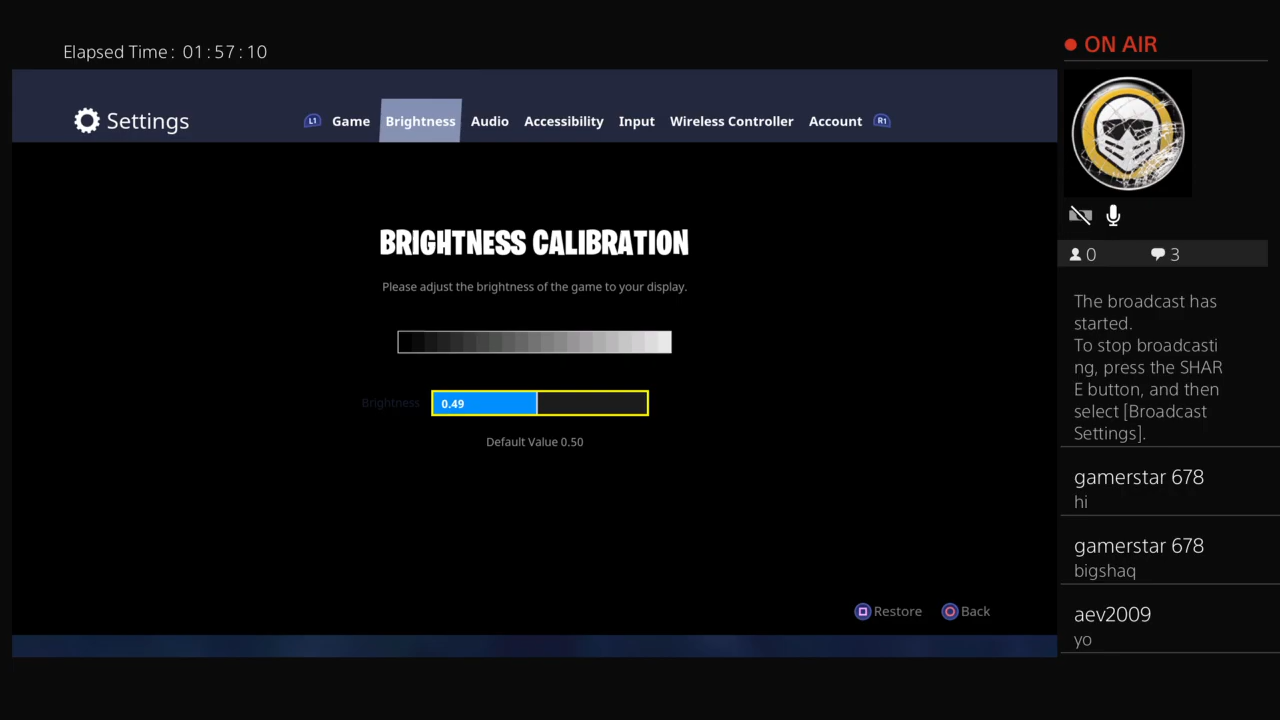 Elapsed Time: 01:57:10
ON AIR
Settings
L1 Game Brightness Audio Accessibility Input Wireless Controller Account R1
BRIGHTNESS CALIBRATION
Please adjust the brightness of the game to your display.
Brightness 0.49
Default Value 0.50
Restore Back
0 3
The broadcast has
started.
To stop broadcasti
ng, press the SHAR
E button, and then
select [Broadcast
Settings].
gamerstar 678
hi
gamerstar 678
bigshaq
aev2009
yo